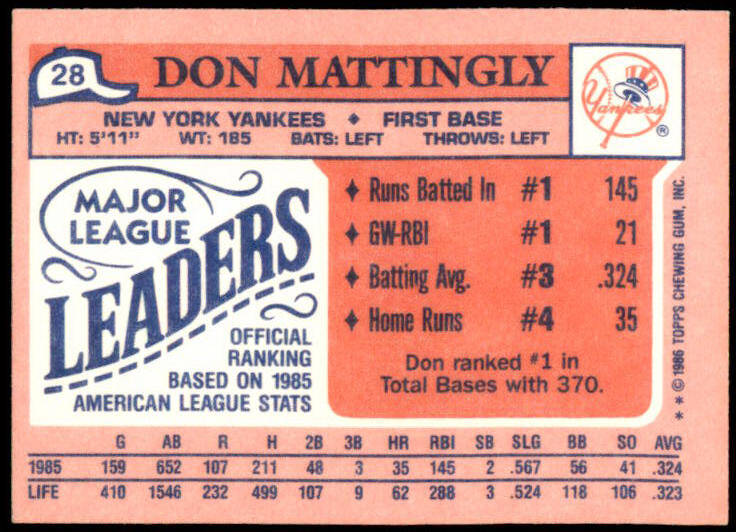 28 DON MATTINGLY
Yankees
®
NEW YORK YANKEES ♦ FIRST BASE
HT: 5'11" WT: 185 BATS: LEFT THROWS: LEFT
MAJOR
LEAGUE
LEADERS
OFFICIAL
RANKING
BASED ON 1985
AMERICAN LEAGUE STATS
♦ Runs Batted In #1 145
♦ GW-RBI #1 21
♦ Batting Avg. #3 .324
♦ Home Runs #4 35
Don ranked #1 in
Total Bases with 370.
* * © 1986 TOPPS CHEWING GUM, INC.
G AB R H 2B 3B HR RBI SB SLG BB SO AVG
1985 159 652 107 211 48 3 35 145 2 .567 56 41 .324
LIFE 410 1546 232 499 107 9 62 288 3 .524 118 106 .323